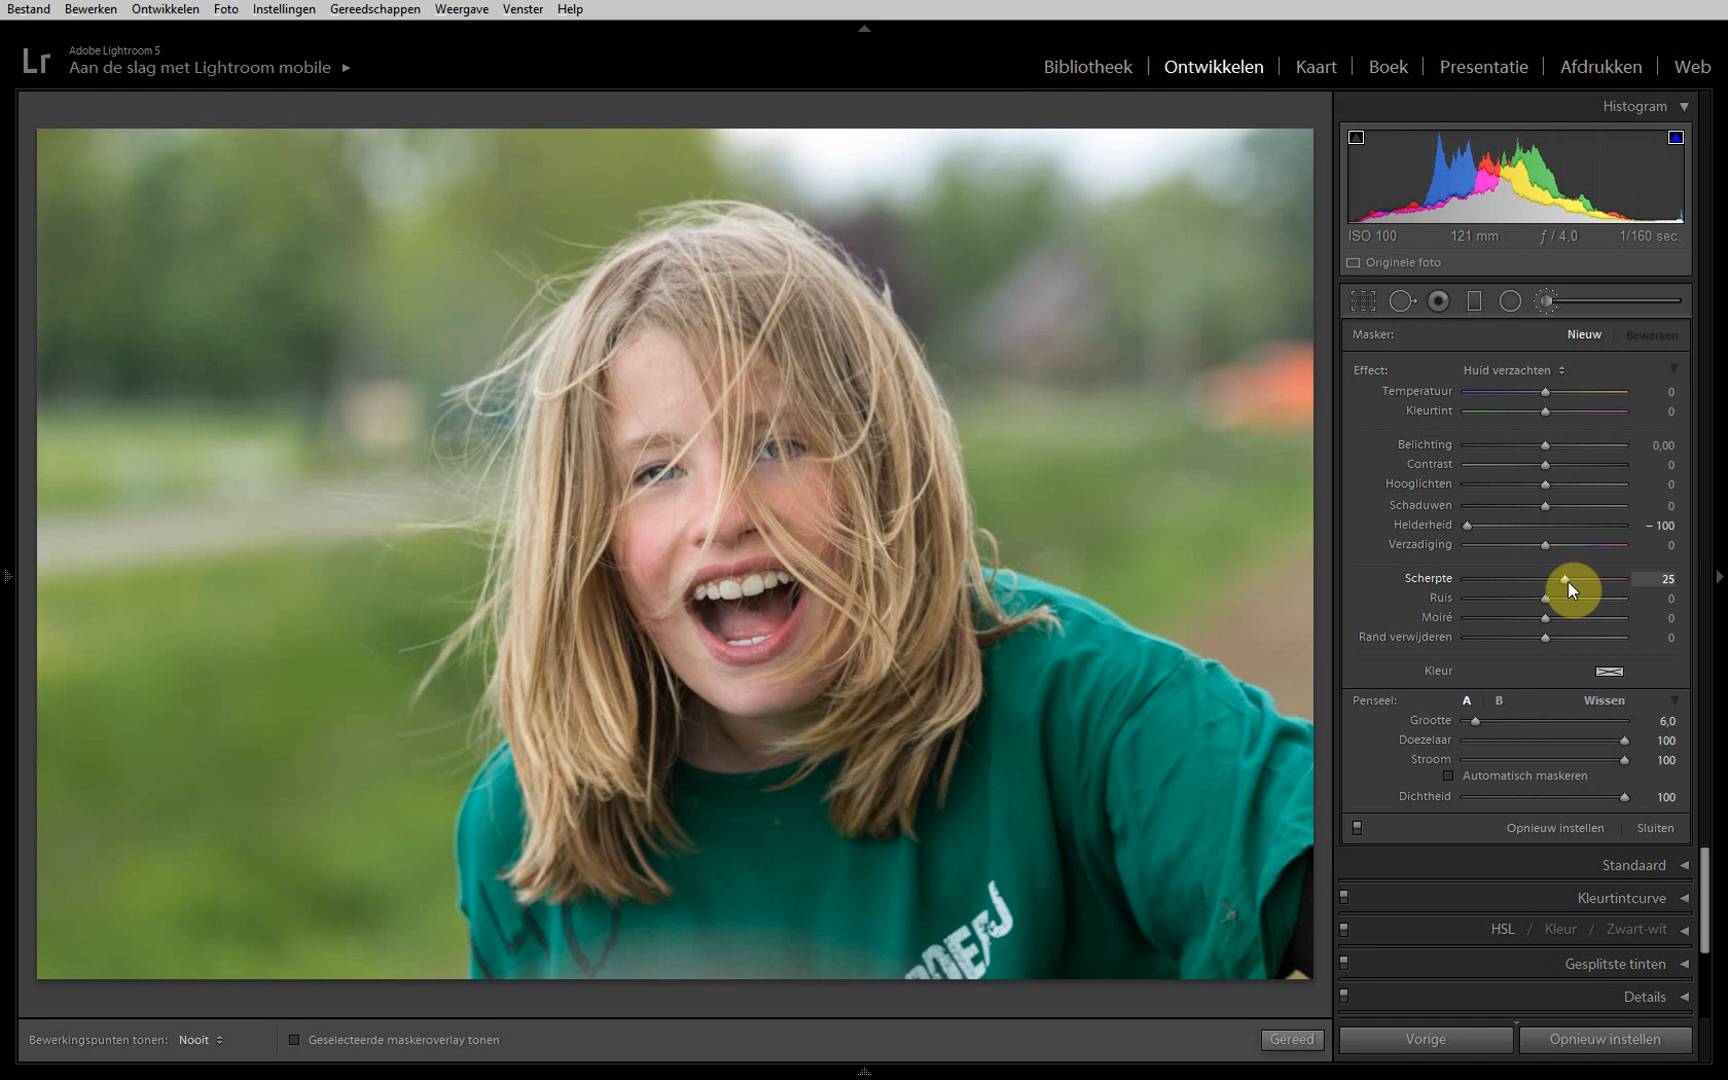 Bestand Bewerken Ontwikkelen Foto Instellingen Gereedschappen Weergave Venster Help
Lr
Adobe Lightroom 5
Aan de slag met Lightroom mobile
Bibliotheek | Ontwikkelen | Kaart | Boek | Presentatie | Afdrukken | Web
Histogram
ISO 100 121 mm ƒ / 4,0 1/160 sec.
Originele foto
Masker: Nieuw Bewerken
Effect: Huid verzachten
Temperatuur 0
Kleurtint 0
Belichting 0,00
Contrast 0
Hooglichten 0
Schaduwen 0
Helderheid – 100
Verzadiging 0
Scherpte 25
Ruis 0
Moiré 0
Rand verwijderen 0
Kleur
Penseel: A B Wissen
Grootte 6,0
Doezelaar 100
Stroom 100
Automatisch maskeren
Dichtheid 100
Opnieuw instellen Sluiten
Standaard
Kleurtintcurve
HSL / Kleur / Zwart-wit
Gesplitste tinten
Details
Bewerkingspunten tonen: Nooit Geselecteerde maskeroverlay tonen Gereed
Vorige Opnieuw instellen